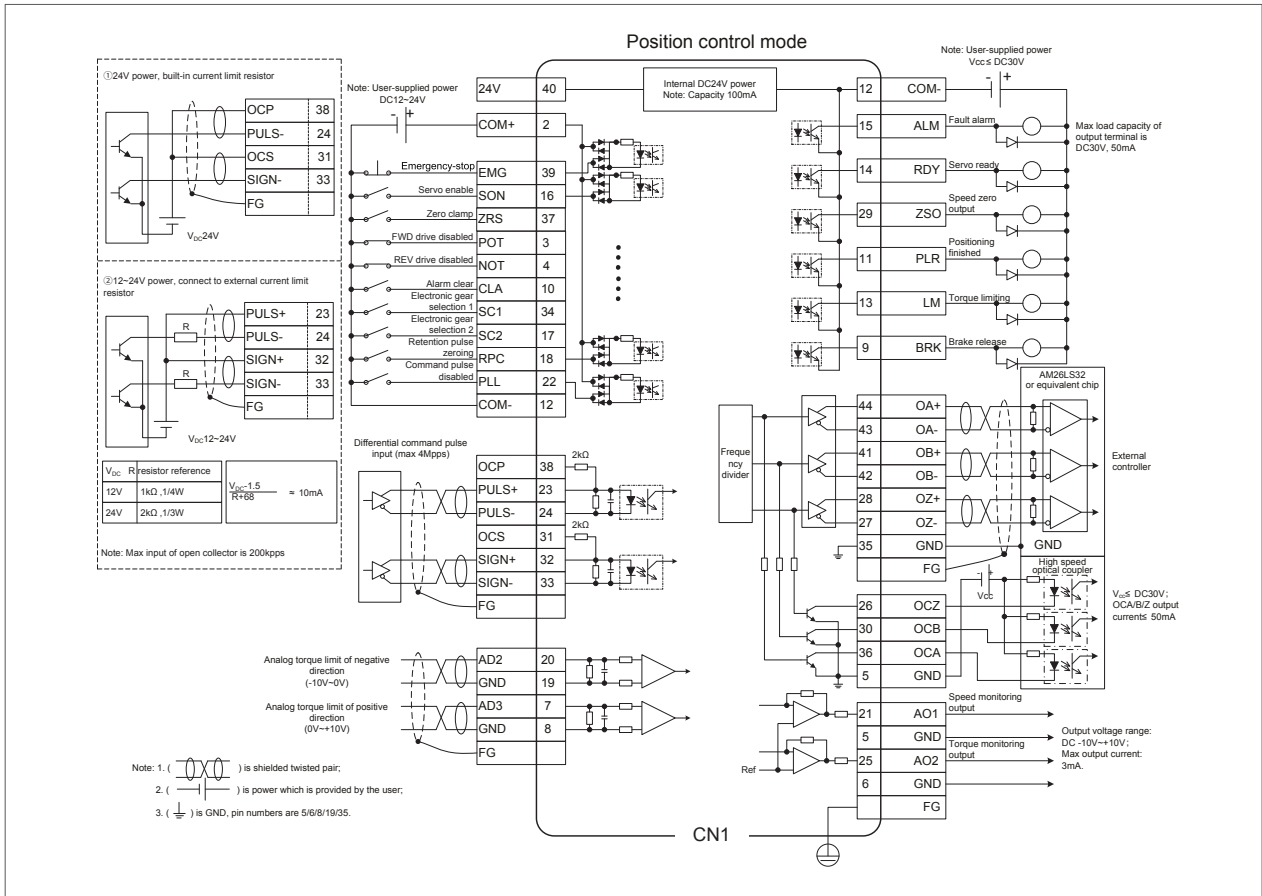 Position control mode
①24V power, built-in current limit resistor
OCP 38
PULS- 24
OCS 31
SIGN- 33
FG
VDC24V
②12~24V power, connect to external current limit
resistor
PULS+ 23
R
PULS- 24
SIGN+ 32
R
SIGN- 33
FG
VDC12~24V
VDC R resistor reference
12V 1kΩ ,1/4W
24V 2kΩ ,1/3W
VDC-1.5
R+68
≈ 10mA
Note: Max input of open collector is 200kpps
Note: User-supplied power
DC12~24V
- +
24V 40
COM+ 2
Emergency-stop EMG 39
Servo enable SON 16
Zero clamp ZRS 37
FWD drive disabled POT 3
REV drive disabled NOT 4
Alarm clear CLA 10
Electronic gear
selection 1 SC1 34
Electronic gear
selection 2 SC2 17
Retention pulse
zeroing RPC 18
Command pulse
disabled PLL 22
COM- 12
Differential command pulse
input (max 4Mpps)
OCP 38 2kΩ
PULS+ 23
PULS- 24
OCS 31 2kΩ
SIGN+ 32
SIGN- 33
FG
Analog torque limit of negative
direction
(-10V~0V)
AD2 20
GND 19
Analog torque limit of positive
direction
(0V~+10V)
AD3 7
GND 8
FG
Note: 1. ( ) is shielded twisted pair;
2. ( ) is power which is provided by the user;
3. ( ) is GND, pin numbers are 5/6/8/19/35.
Internal DC24V power
Note: Capacity 100mA
Note: User-supplied power
Vcc≤ DC30V
- +
12 COM-
15 ALM Fault alarm
14 RDY Servo ready
29 ZSO Speed zero
output
11 PLR Positioning
finished
13 LM Torque limiting
9 BRK Brake release
Max load capacity of
output terminal is
DC30V, 50mA
AM26LS32
or equivalent chip
Freque
ncy
divider
44 OA+
43 OA-
41 OB+
42 OB-
28 OZ+
27 OZ-
35 GND
FG
GND
External
controller
High speed
optical coupler
- +
Vcc
26 OCZ
30 OCB
36 OCA
5 GND
Vcc≤ DC30V;
OCA/B/Z output
current≤ 50mA
21 AO1 Speed monitoring
output
5 GND
25 AO2 Torque monitoring
output
6 GND
FG
Ref
Output voltage range:
DC -10V~+10V;
Max output current:
3mA.
CN1